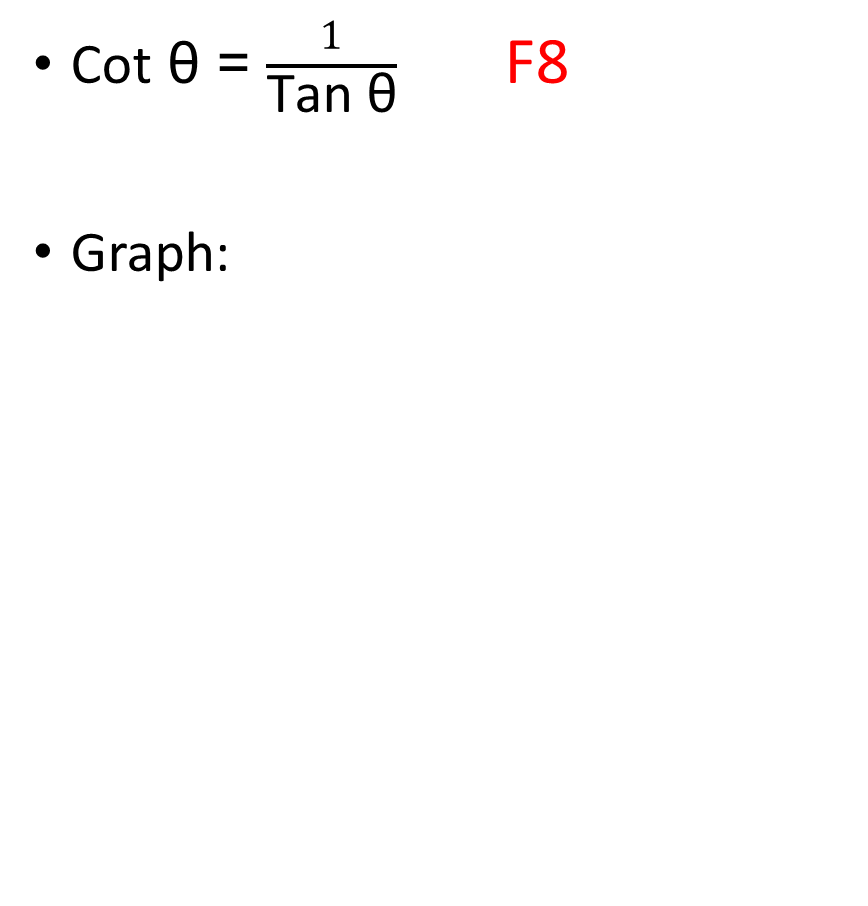 • Cot θ = 1/Tan θ F8
• Graph: